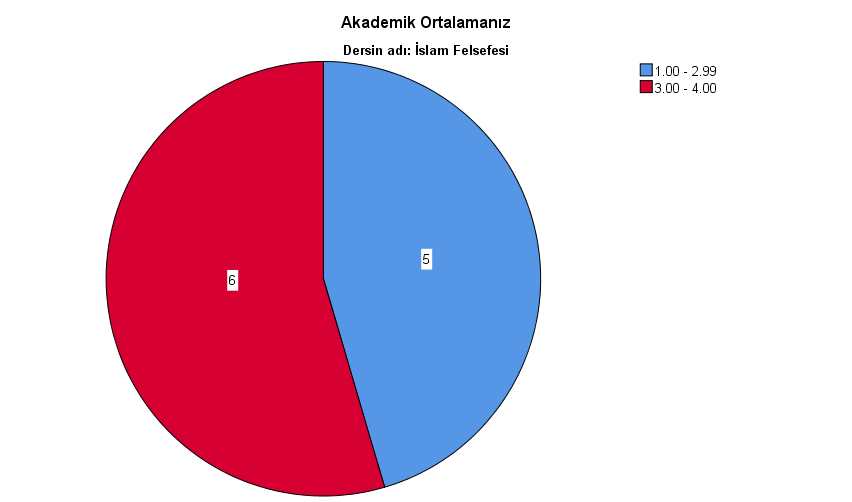 Akademik Ortalamanız
Dersin adı: İslam Felsefesi
1.00 - 2.99
3.00 - 4.00
5
6